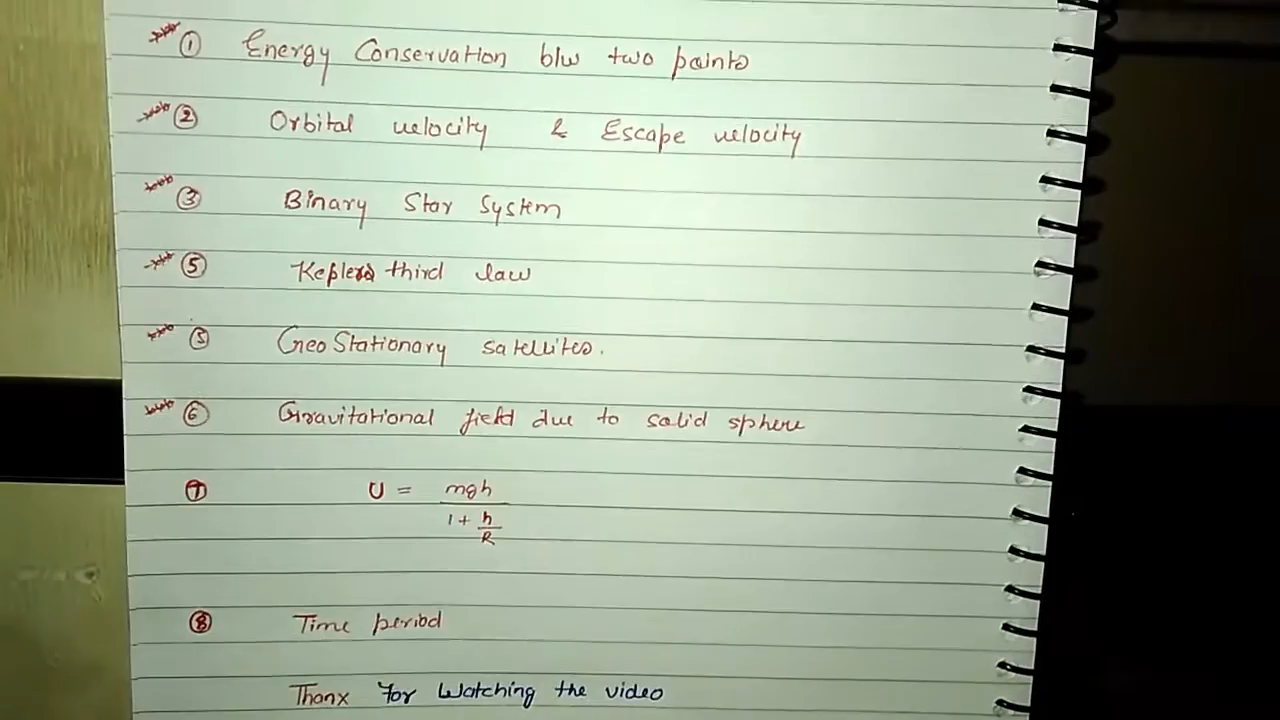 *** ① Energy Conservation b/w two points
*** ② Orbital velocity & Escape velocity
*** ③ Binary Star System
*** ⑤ Keplers third law
*** ⑤ Geo Stationary satellites.
*** ⑥ Gravitational field due to solid sphere
⑦ U = mgh / 1 + h/R
⑧ Time period
Thanx for watching the video